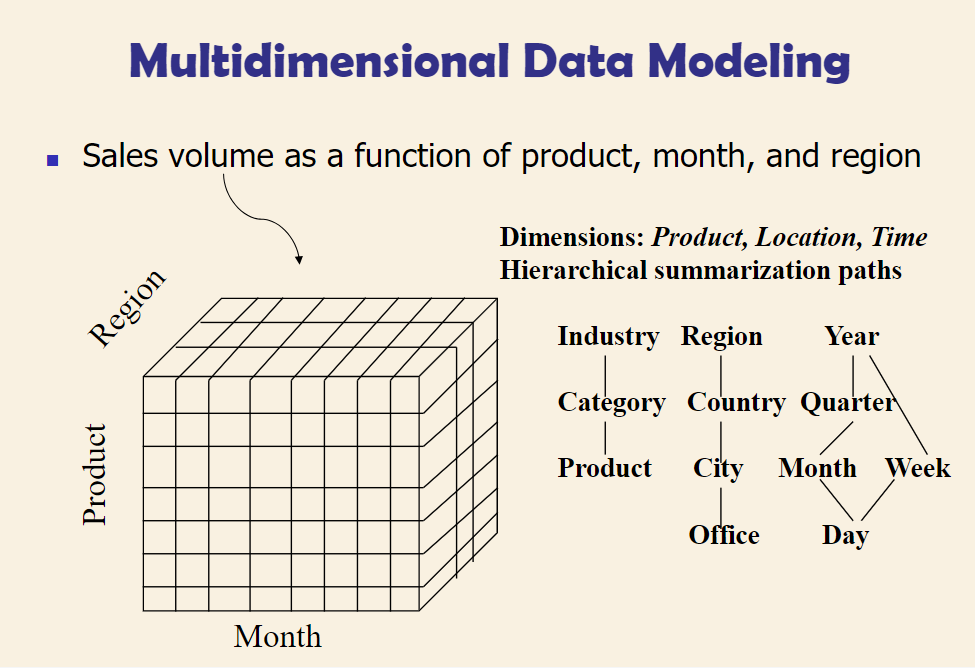 Multidimensional Data Modeling
Sales volume as a function of product, month, and region
Dimensions: Product, Location, Time
Hierarchical summarization paths
Region
Product
Month
Industry Region Year
Category Country Quarter
Product City Month Week
Office Day